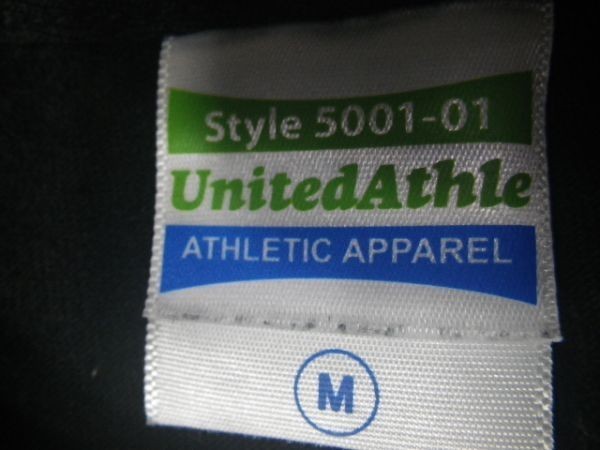 Style 5001-01
UnitedAthle
ATHLETIC APPAREL
M